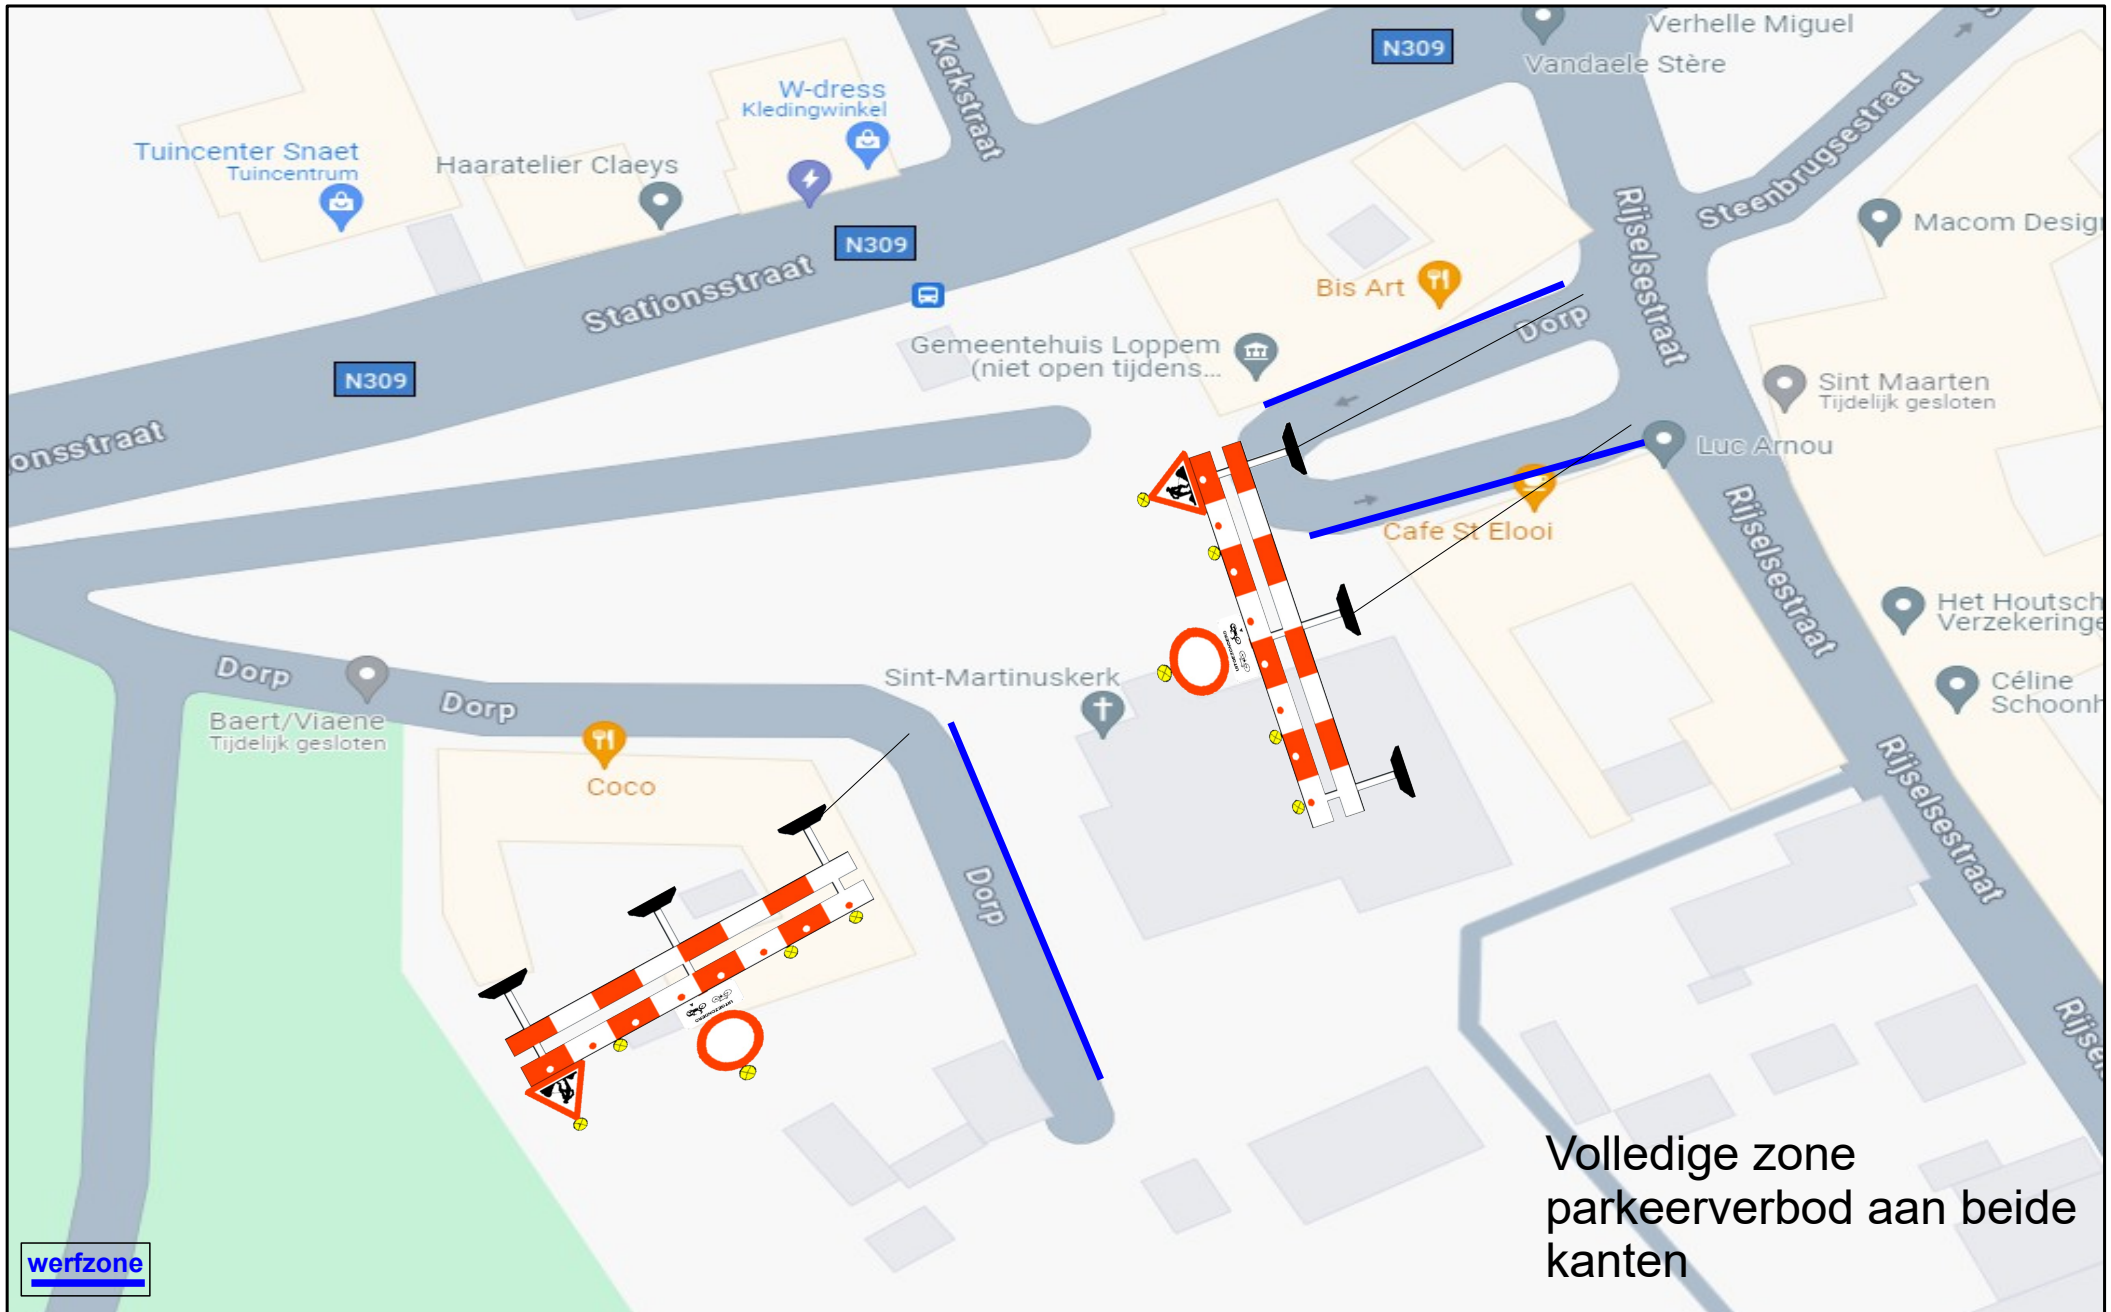 Verhelle Miguel
N309
Vandaele Stère
Kerkstraat
W-dress
Kledingwinkel
Steenbrugsestraat
Tuincenter Snaet
Tuincentrum
Haaratelier Claeys
Rijselsestraat
Macom Desig
N309
Stationsstraat
Bis Art
Dorp
Gemeentehuis Loppem
(niet open tijdens...
N309
Sint Maarten
Tijdelijk gesloten
onsstraat
Luc Arnou
Cafe St Elooi
Rijselsestraat
Het Houtsch
Verzekeringe
UITGEZONDERD
Dorp
Sint-Martinuskerk
Céline
Schoonh
Dorp
Baert/Viaene
Tijdelijk gesloten
Coco
Rijselsestraat
Dorp
UITGEZONDERD
Rijse
Volledige zone
parkeerverbod aan beide
kanten
werfzone